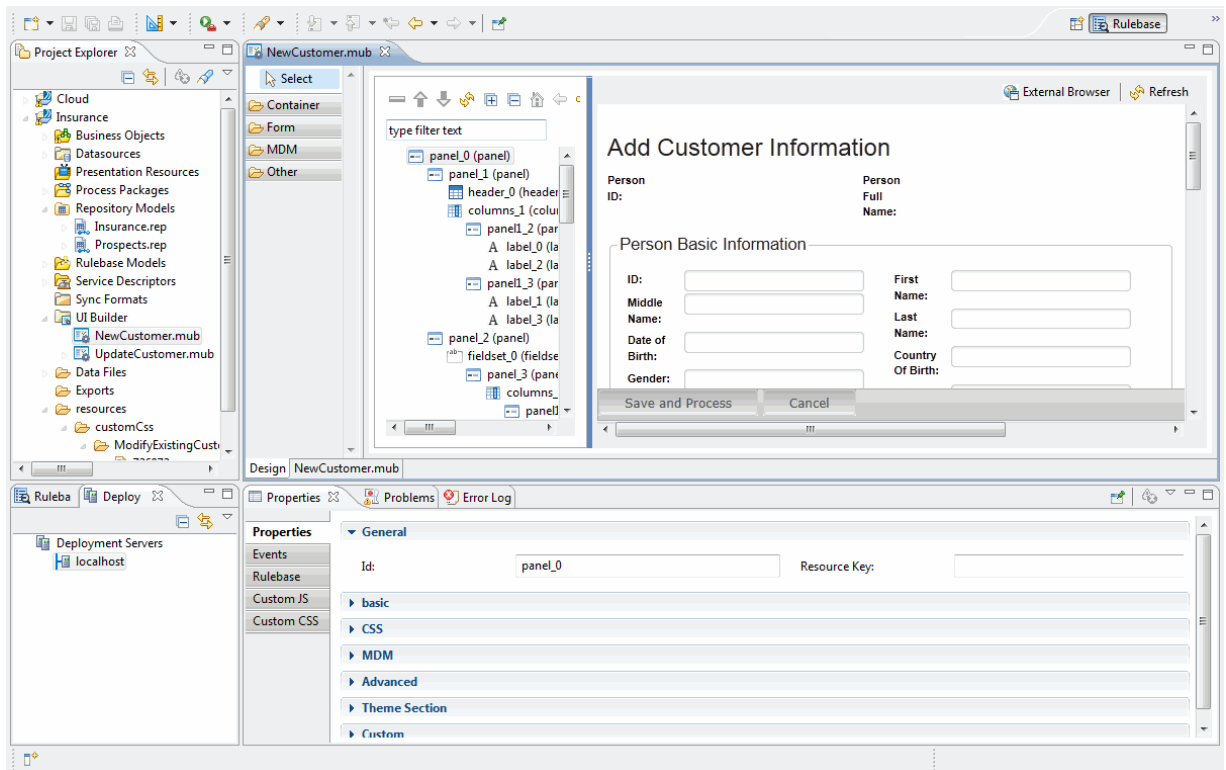 Rulebase
Project Explorer
Cloud
Insurance
Business Objects
Datasources
Presentation Resources
Process Packages
Repository Models
Insurance.rep
Prospects.rep
Rulebase Models
Service Descriptors
Sync Formats
UI Builder
NewCustomer.mub
UpdateCustomer.mub
Data Files
Exports
resources
customCss
ModifyExistingCust
NewCustomer.mub
Select
Container
Form
MDM
Other
type filter text
panel_0 (panel)
panel_1 (panel)
header_0 (header
columns_1 (colu
panel1_2 (par
A label_0 (la
A label_2 (la
panel1_3 (par
A label_1 (la
A label_3 (la
panel_2 (panel)
fieldset_0 (fieldse
panel_3 (pane
columns_
panel1
External Browser Refresh
Add Customer Information
Person
ID:
Person
Full
Name:
Person Basic Information
ID:
Middle
Name:
Date of
Birth:
Gender:
First
Name:
Last
Name:
Country
Of Birth:
Save and Process Cancel
Design NewCustomer.mub
Ruleba Deploy
Deployment Servers
localhost
Properties Problems Error Log
Properties
Events
Rulebase
Custom JS
Custom CSS
General
Id: panel_0 Resource Key:
basic
CSS
MDM
Advanced
Theme Section
Custom